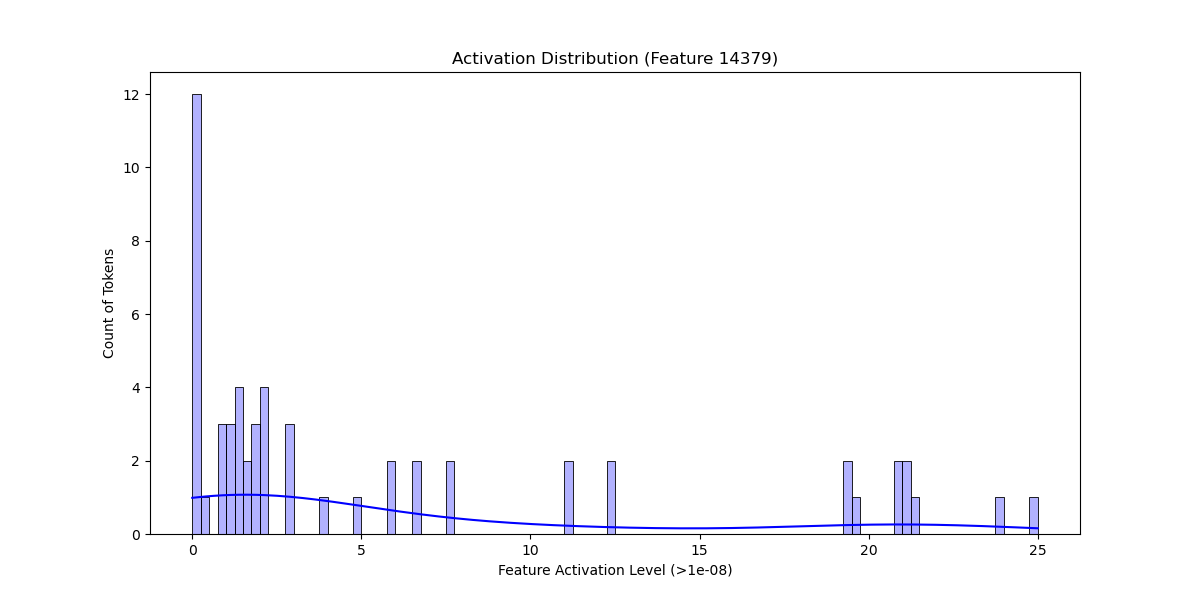 Activation Distribution (Feature 14379)
Count of Tokens
12
10
8
6
4
2
0
0 5 10 15 20 25
Feature Activation Level (>1e-08)